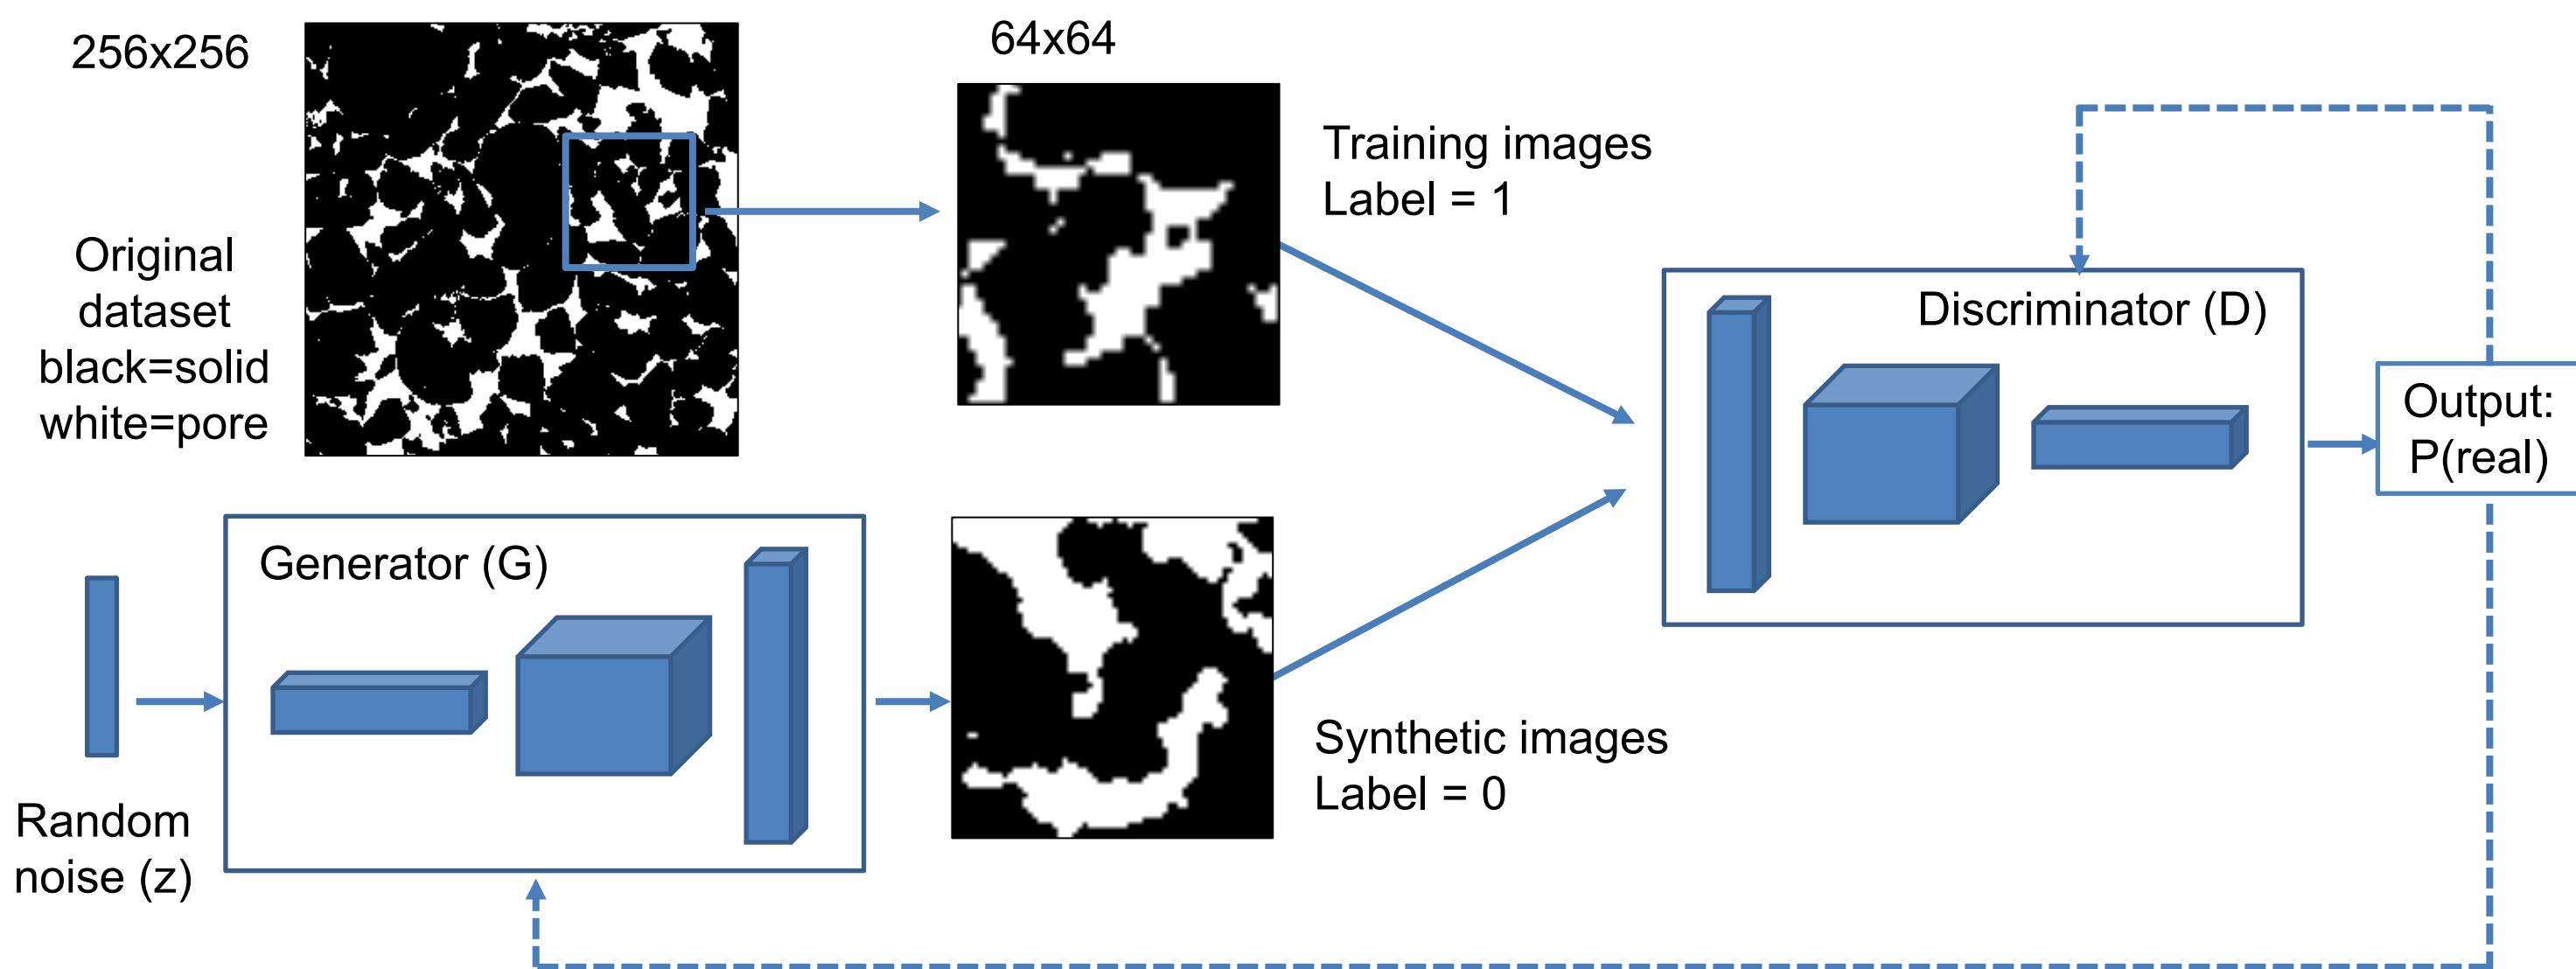 256x256
Original
dataset
black=solid
white=pore
64x64
Training images
Label = 1
Discriminator (D)
Output:
P(real)
Generator (G)
Random
noise (z)
Synthetic images
Label = 0